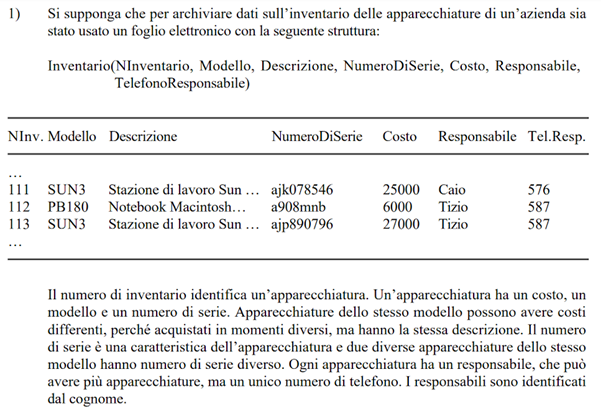 1) Si supponga che per archiviare dati sull’inventario delle apparecchiature di un’azienda sia
stato usato un foglio elettronico con la seguente struttura:
Inventario(NInventario, Modello, Descrizione, NumeroDiSerie, Costo, Responsabile,
TelefonoResponsabile)
NInv. Modello Descrizione NumeroDiSerie Costo Responsabile Tel.Resp.
…
111 SUN3 Stazione di lavoro Sun … ajk078546 25000 Caio 576
112 PB180 Notebook Macintosh… a908mnb 6000 Tizio 587
113 SUN3 Stazione di lavoro Sun … ajp890796 27000 Tizio 587
…
Il numero di inventario identifica un’apparecchiatura. Un’apparecchiatura ha un costo, un
modello e un numero di serie. Apparecchiature dello stesso modello possono avere costi
differenti, perché acquistati in momenti diversi, ma hanno la stessa descrizione. Il numero
di serie è una caratteristica dell’apparecchiatura e due diverse apparecchiature dello stesso
modello hanno numero di serie diverso. Ogni apparecchiatura ha un responsabile, che può
avere più apparecchiature, ma un unico numero di telefono. I responsabili sono identificati
dal cognome.